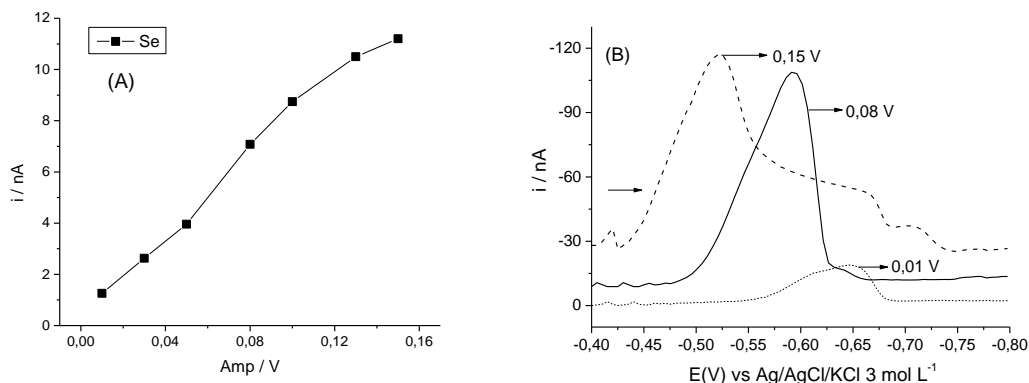 12
10
8
6
4
2
0
i / nA
Se
(A)
0,00
0,04
0,08
0,12
0,16
Amp / V
-120
-90
-60
-30
0
i / nA
(B)
0,15 V
0,08 V
0,01 V
-0,40
-0,45
-0,50
-0,55
-0,60
-0,65
-0,70
-0,75
-0,80
E(V) vs Ag/AgCl/KCl 3 mol L⁻¹